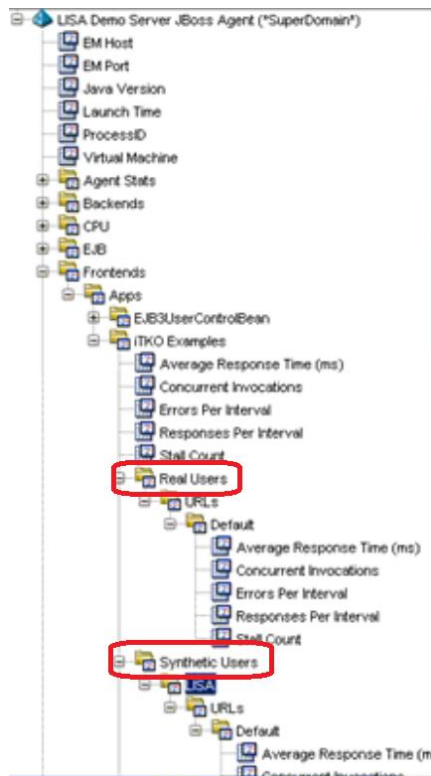 LISA Demo Server JBoss Agent (*SuperDomain*)
EM Host
EM Port
Java Version
Launch Time
ProcessID
Virtual Machine
Agent Stats
Backends
CPU
EJB
Frontends
Apps
EJB3UserControlBean
iTKO Examples
Average Response Time (ms)
Concurrent Invocations
Errors Per Interval
Responses Per Interval
Stall Count
Real Users
URLs
Default
Average Response Time (ms)
Concurrent Invocations
Errors Per Interval
Responses Per Interval
Stall Count
Synthetic Users
LISA
URLs
Default
Average Response Time (m
Concurrent Invocations